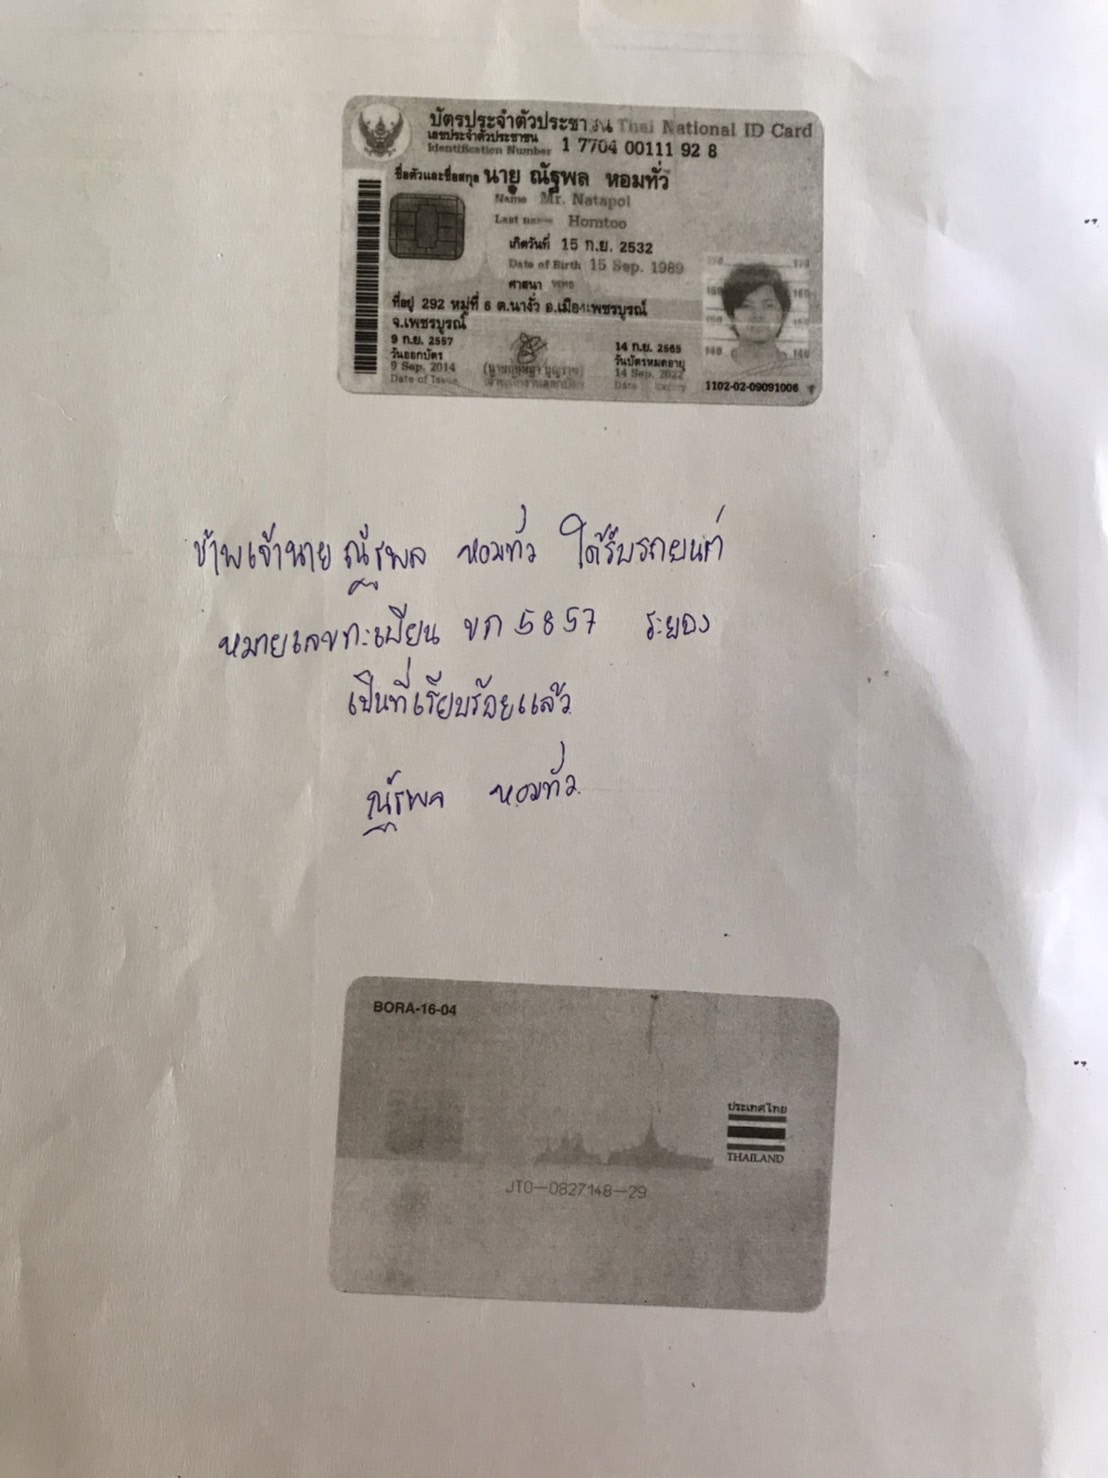 บัตรประจำตัวประชาชน Thai National ID Card
เลขประจำตัวประชาชน
Identification Number 1 7704 00111 92 8
ชื่อตัวและชื่อสกุล นาย ณัฐพล หอมทั่ว
Name Mr. Natapol
Last name Homtoo
เกิดวันที่ 15 ก.ย. 2532
Date of Birth 15 Sep. 1989
ศาสนา พุทธ
ที่อยู่ 292 หมู่ที่ 6 ต.นางั่ว อ.เมืองเพชรบูรณ์
จ.เพชรบูรณ์
9 ก.ย. 2557
วันออกบัตร
9 Sep. 2014
Date of Issue
14 ก.ย. 2565
วันบัตรหมดอายุ
14 Sep. 2022
Date Expiry
1102-02-09091006
ข้าพเจ้านาย ณัฐพล หอมทั่ว ได้รับรถยนต์
หมายเลขทะเบียน ขก 5857 ระยอง
เป็นที่เรียบร้อยแล้ว
ณัฐพล หอมทั่ว
BORA-16-04
ประเทศไทย
THAILAND
JT0-0827148-29